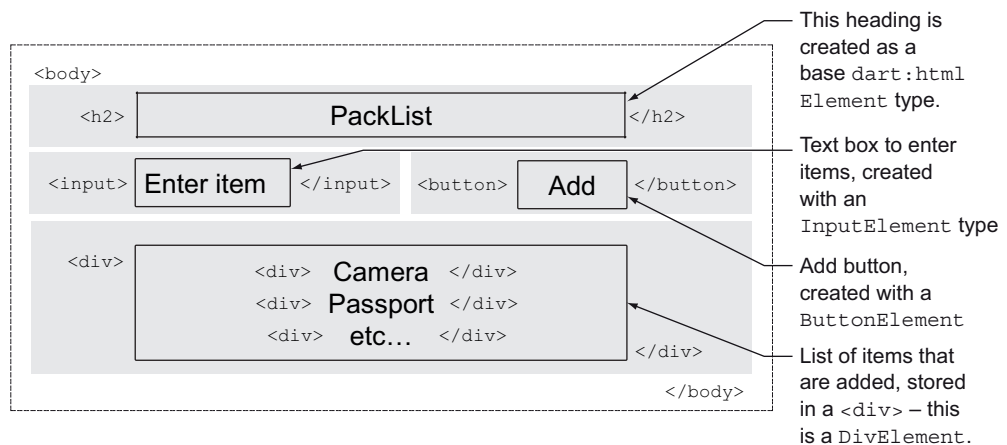 <body>
<h2> PackList </h2>
<input> Enter item </input> <button> Add </button>
<div>
<div> Camera </div>
<div> Passport </div>
<div> etc... </div>
</div>
</body>
This heading is
created as a
base dart:html
Element type.
Text box to enter
items, created
with an
InputElement type
Add button,
created with a
ButtonElement
List of items that
are added, stored
in a <div> – this
is a DivElement.